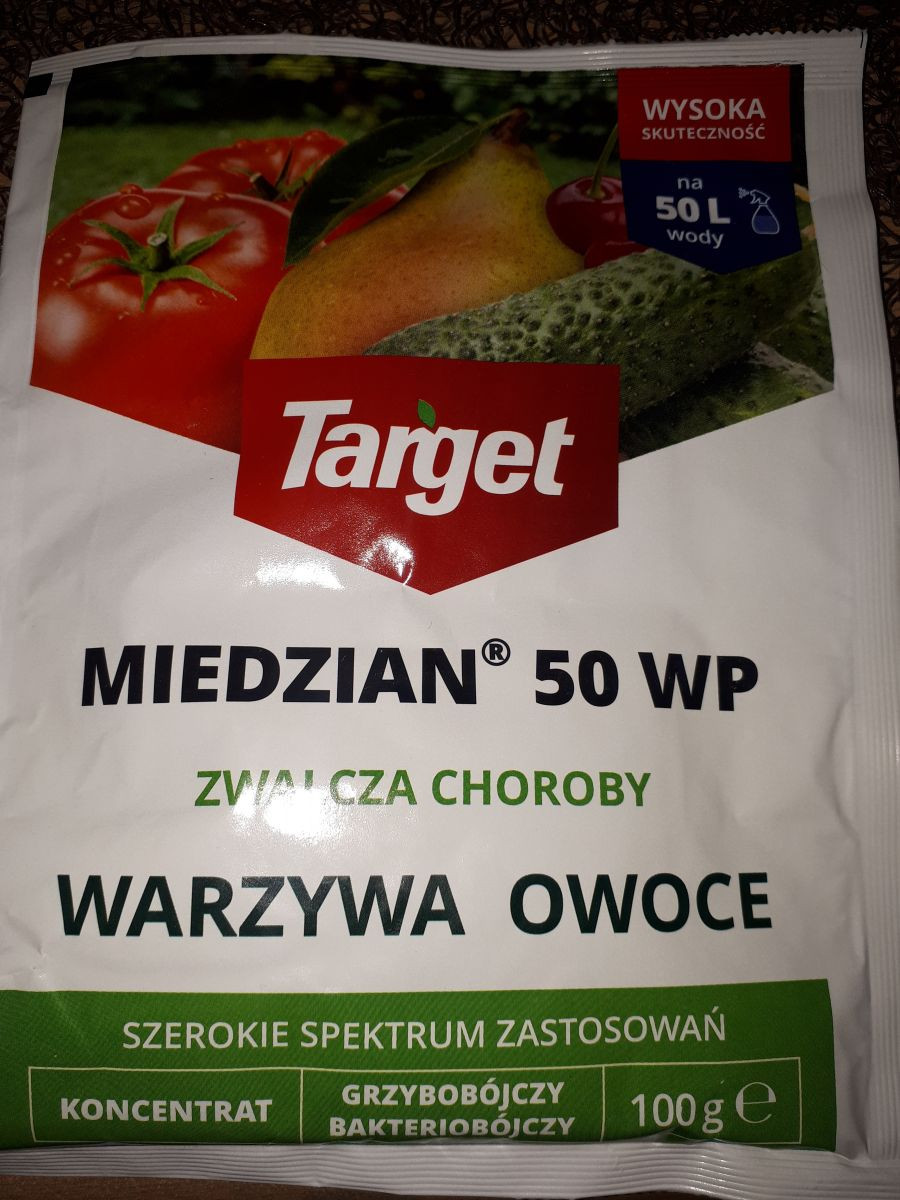 WYSOKA
SKUTECZNOŚĆ
na
50 L
wody
Target
MIEDZIAN® 50 WP
ZWALCZA CHOROBY
WARZYWA OWOCE
SZEROKIE SPEKTRUM ZASTOSOWAŃ
KONCENTRAT
GRZYBOBÓJCZY
BAKTERIOBÓJCZY
100 g ℮